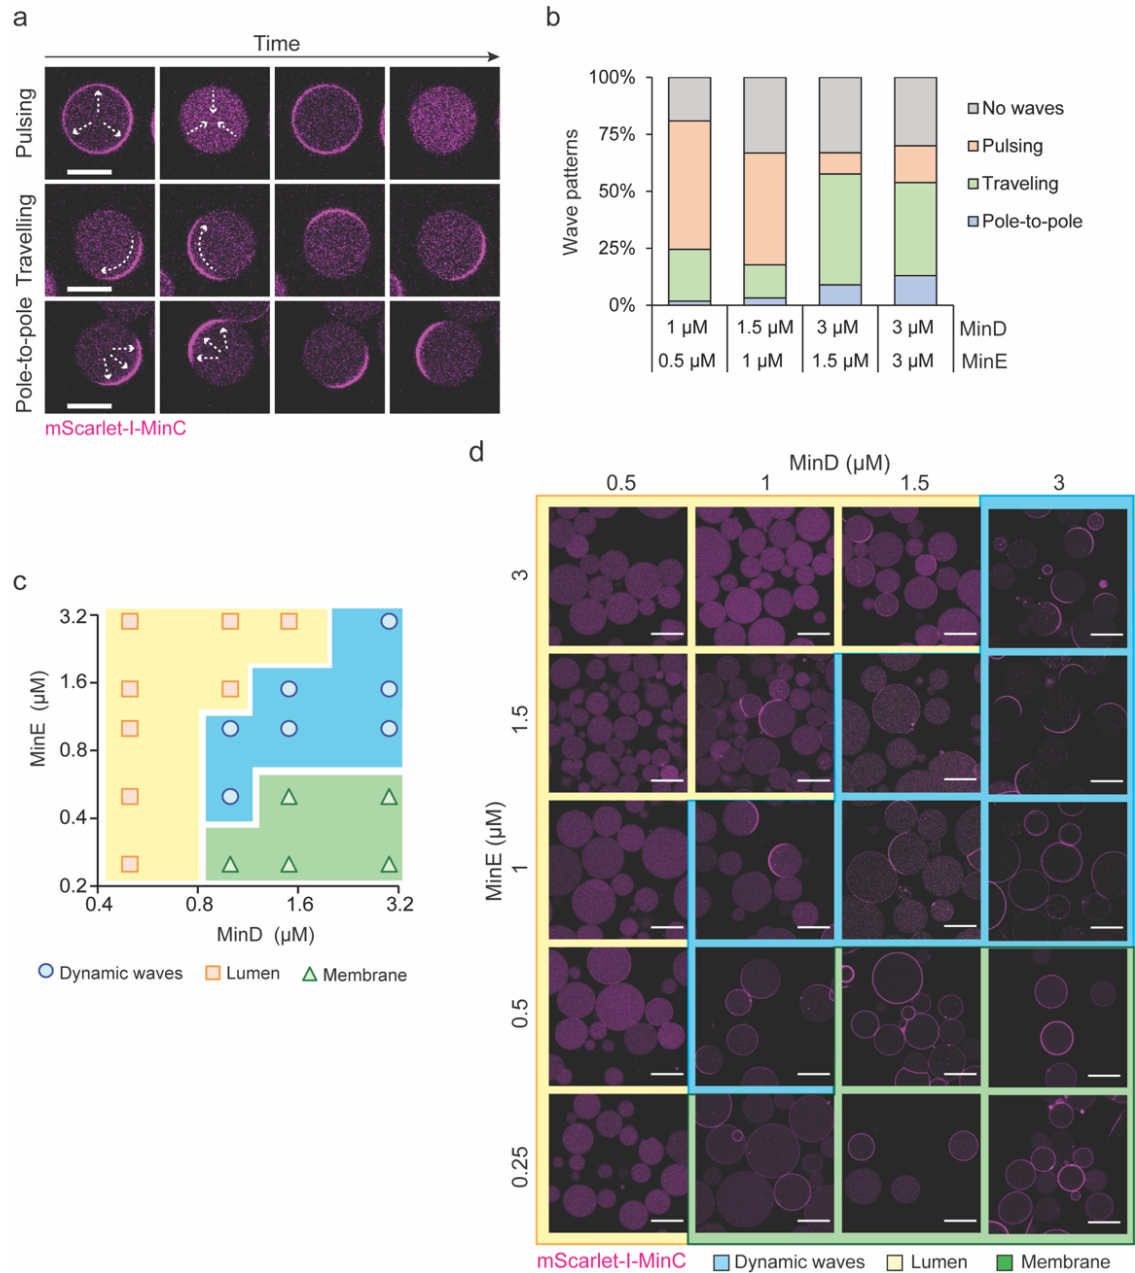 a
Time
Pulsing
Travelling
Pole-to-pole
mScarlet-I-MinC
b
Wave patterns
100%
75%
50%
25%
0%
No waves
Pulsing
Traveling
Pole-to-pole
1 µM 1.5 µM 3 µM 3 µM MinD
0.5 µM 1 µM 1.5 µM 3 µM MinE
c
MinE (µM)
3.2
1.6
0.8
0.4
0.2
0.4 0.8 1.6 3.2
MinD (µM)
Dynamic waves Lumen Membrane
d
MinD (µM)
0.5 1 1.5 3
MinE (µM)
3
1.5
1
0.5
0.25
mScarlet-I-MinC Dynamic waves Lumen Membrane